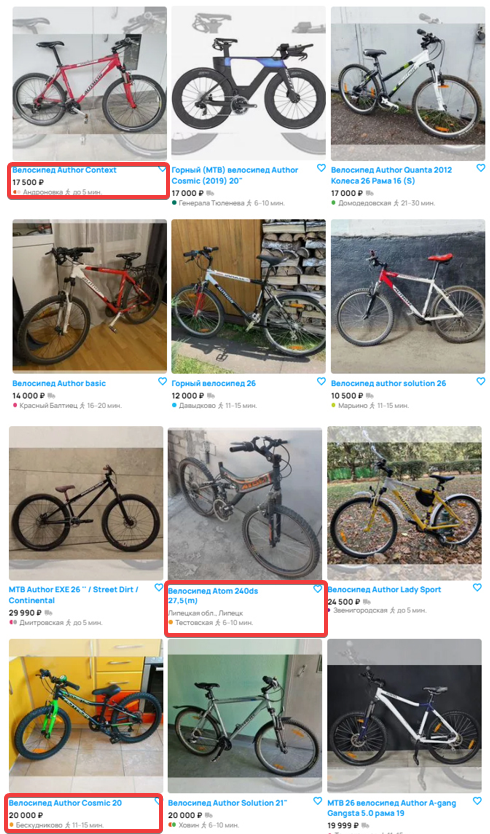 Велосипед Author Context
17 500 ₽
Андроновка до 5 мин.
Горный (MTB) велосипед Author
Cosmic (2019) 20"
17 000 ₽
Генерала Тюленева 6-10 мин.
Велосипед Author Quanta 2012
Колеса 26 Рама 16 (S)
17 000 ₽
Домодедовская 21-30 мин.
Велосипед Author basic
14 000 ₽
Красный Балтиец 16-20 мин.
Горный велосипед 26
12 000 ₽
Давыдково 11-15 мин.
Велосипед author solution 26
10 500 ₽
Марьино 11-15 мин.
MTB Author EXE 26 '' / Street Dirt /
Continental
29 990 ₽
Дмитровская до 5 мин.
Велосипед Atom 240ds
27,5(m)
Липецкая обл., Липецк
Тестовская 6-10 мин.
Велосипед Author Lady Sport
24 500 ₽
Звенигородская до 5 мин.
Велосипед Author Cosmic 20
20 000 ₽
Бескудниково 11-15 мин.
Велосипед Author Solution 21"
20 000 ₽
Ховрин 6-10 мин.
MTB 26 велосипед Author A-gang
Gangsta 5.0 рама 19
19 999 ₽